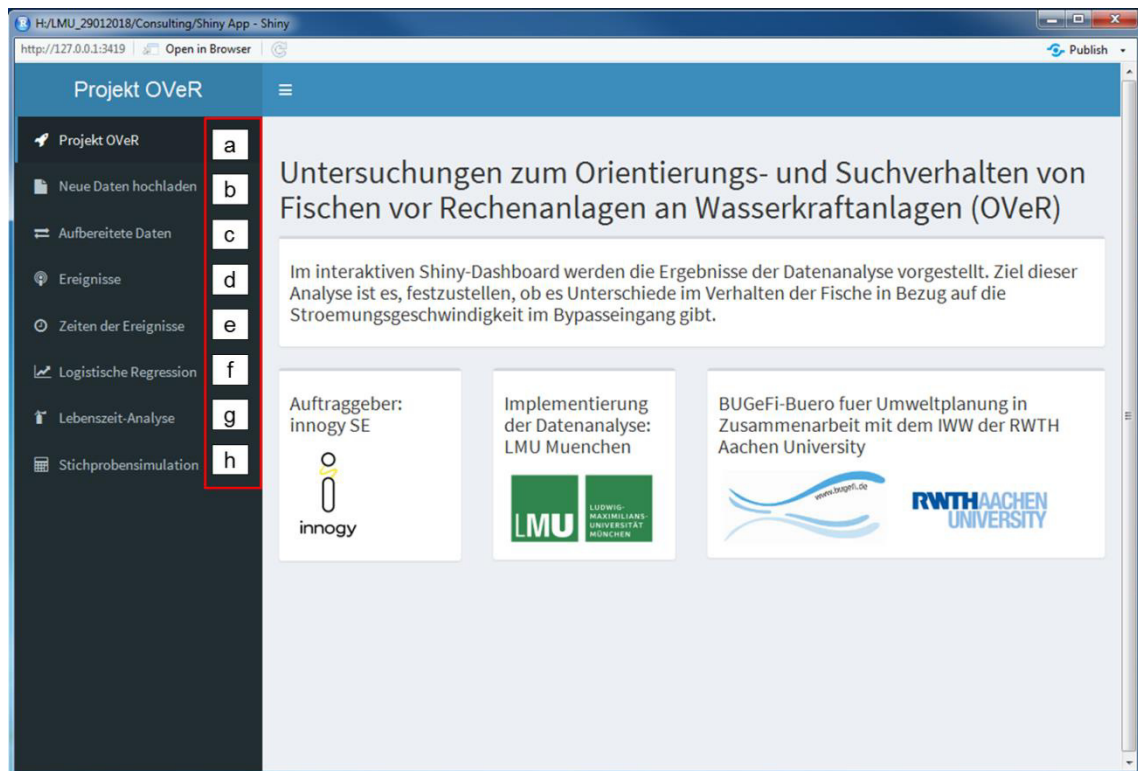 H:/LMU_29012018/Consulting/Shiny App - Shiny
http://127.0.0.1:3419 Open in Browser Publish
Projekt OVeR
Projekt OVeR a
Neue Daten hochladen b
Aufbereitete Daten c
Ereignisse d
Zeiten der Ereignisse e
Logistische Regression f
Lebenszeit-Analyse g
Stichprobensimulation h
Untersuchungen zum Orientierungs- und Suchverhalten von
Fischen vor Rechenanlagen an Wasserkraftanlagen (OVeR)
Im interaktiven Shiny-Dashboard werden die Ergebnisse der Datenanalyse vorgestellt. Ziel dieser
Analyse ist es, festzustellen, ob es Unterschiede im Verhalten der Fische in Bezug auf die
Stroemungsgeschwindigkeit im Bypasseingang gibt.
Auftraggeber:
innogy SE
innogy
Implementierung
der Datenanalyse:
LMU Muenchen
LMU
LUDWIG-
MAXIMILIANS-
UNIVERSITÄT
MÜNCHEN
BUGeFi-Buero fuer Umweltplanung in
Zusammenarbeit mit dem IWW der RWTH
Aachen University
www.bugefi.de
RWTHAACHEN
UNIVERSITY